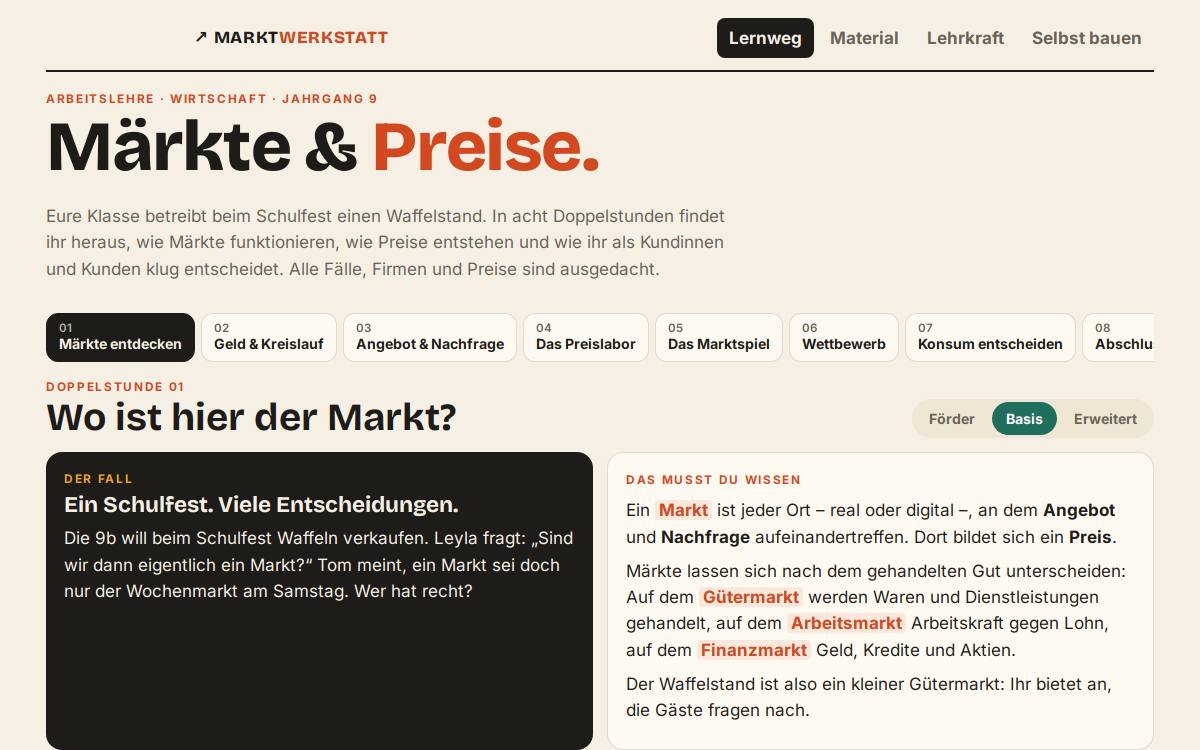 ↗ MARKTWERKSTATT
Lernweg
Material
Lehrkraft
Selbst bauen
ARBEITSLEHRE · WIRTSCHAFT · JAHRGANG 9
Märkte & Preise.
Eure Klasse betreibt beim Schulfest einen Waffelstand. In acht Doppelstunden findet
ihr heraus, wie Märkte funktionieren, wie Preise entstehen und wie ihr als Kundinnen
und Kunden klug entscheidet. Alle Fälle, Firmen und Preise sind ausgedacht.
01
Märkte entdecken
02
Geld & Kreislauf
03
Angebot & Nachfrage
04
Das Preislabor
05
Das Marktspiel
06
Wettbewerb
07
Konsum entscheiden
08
Abschlu
DOPPELSTUNDE 01
Wo ist hier der Markt?
Förder
Basis
Erweitert
DER FALL
Ein Schulfest. Viele Entscheidungen.
Die 9b will beim Schulfest Waffeln verkaufen. Leyla fragt: „Sind
wir dann eigentlich ein Markt?“ Tom meint, ein Markt sei doch
nur der Wochenmarkt am Samstag. Wer hat recht?
DAS MUSST DU WISSEN
Ein Markt ist jeder Ort – real oder digital –, an dem Angebot
und Nachfrage aufeinandertreffen. Dort bildet sich ein Preis.
Märkte lassen sich nach dem gehandelten Gut unterscheiden:
Auf dem Gütermarkt werden Waren und Dienstleistungen
gehandelt, auf dem Arbeitsmarkt Arbeitskraft gegen Lohn,
auf dem Finanzmarkt Geld, Kredite und Aktien.
Der Waffelstand ist also ein kleiner Gütermarkt: Ihr bietet an,
die Gäste fragen nach.